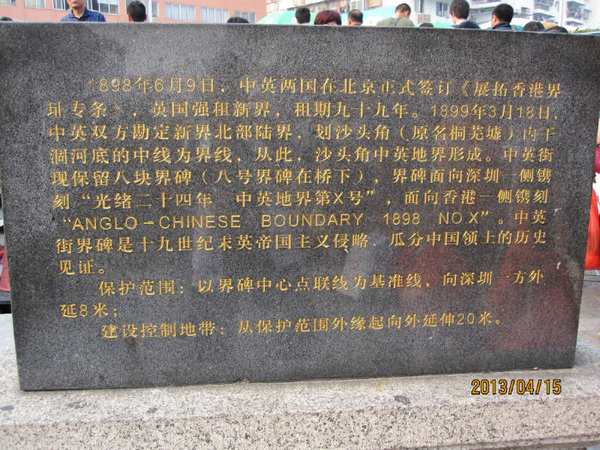 1898年6月9日，中英两国在北京正式签订《展拓香港界
址专条》，英国强租新界，租期九十九年。1899年3月18日，
中英双方勘定新界北部陆界，划沙头角（原名桐芜墟）内干
涸河底的中线为界线，从此，沙头角中英地界形成。中英街
现保留八块界碑（八号界碑在桥下），界碑面向深圳一侧镌
刻“光绪二十四年　中英地界第X号”，面向香港一侧镌刻
“ANGLO－CHINESE BOUNDARY 1898 NO X”。中英
街界碑是十九世纪末英帝国主义侵略、瓜分中国领土的历史
见证。
保护范围：以界碑中心点联线为基准线，向深圳一方外
延8米；
建设控制地带：从保护范围外缘起向外延伸20米。
2013/04/15